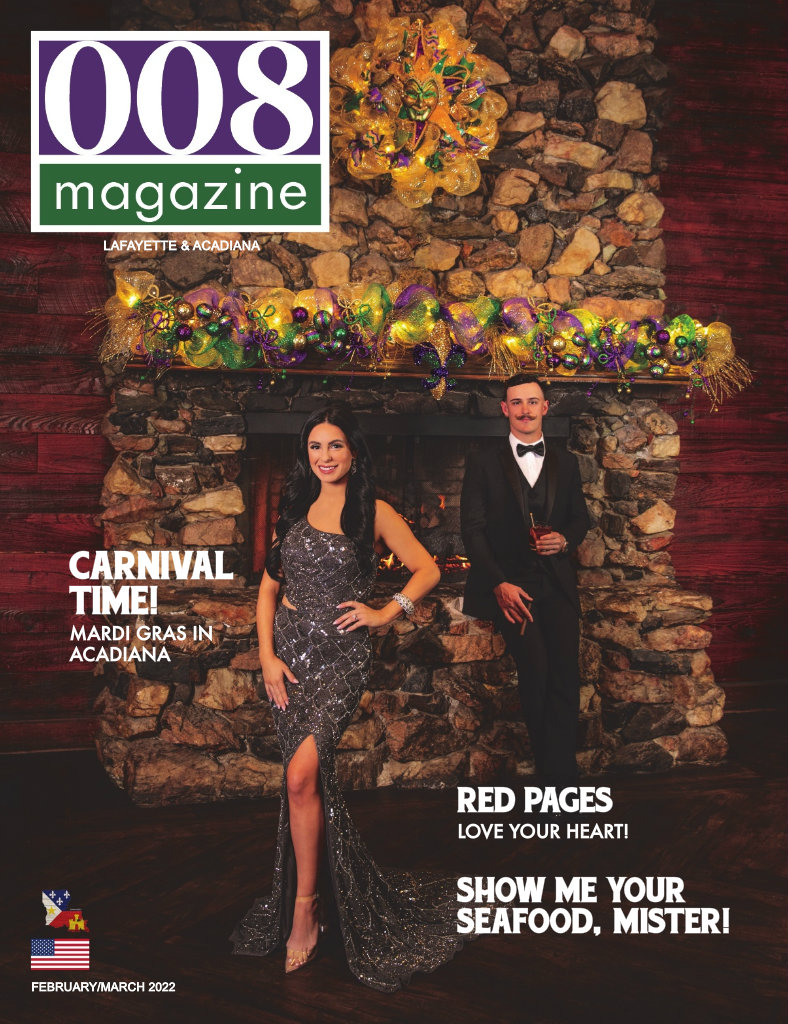 008
magazine
LAFAYETTE & ACADIANA
CARNIVAL
TIME!
MARDI GRAS IN
ACADIANA
RED PAGES
LOVE YOUR HEART!
SHOW ME YOUR
SEAFOOD, MISTER!
FEBRUARY/MARCH 2022